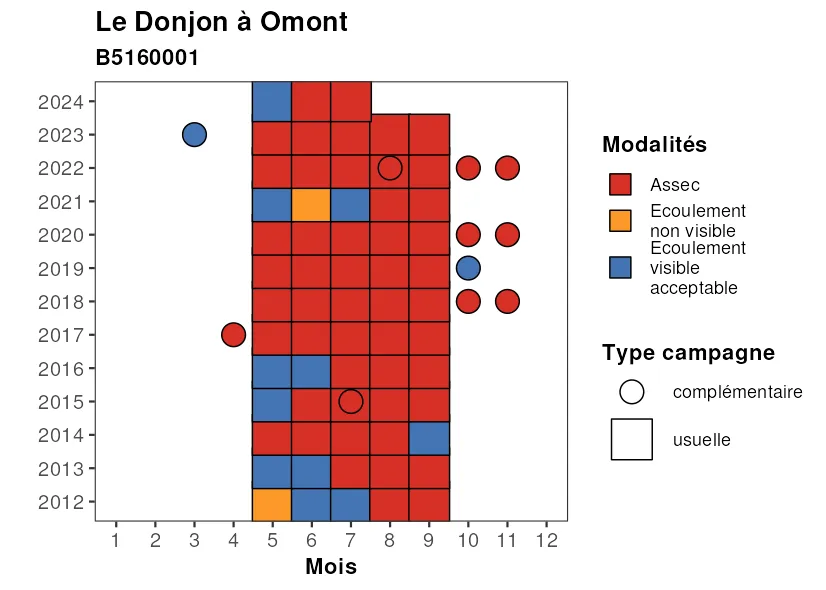 Le Donjon à Omont
B5160001
2024
2023
2022
2021
2020
2019
2018
2017
2016
2015
2014
2013
2012
1 2 3 4 5 6 7 8 9 10 11 12
Mois
Modalités
Assec
Ecoulement
non visible
Ecoulement
visible
acceptable
Type campagne
complémentaire
usuelle